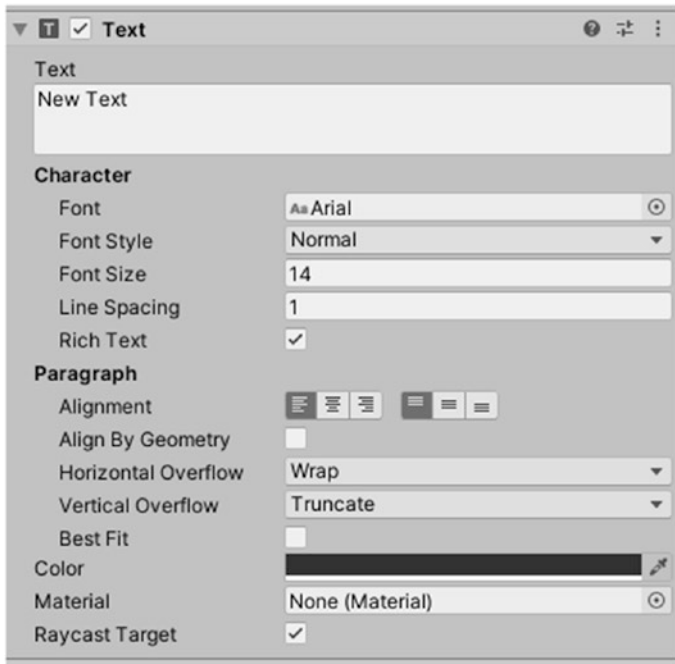 Text
Text
New Text
Character
Font Aa Arial
Font Style Normal
Font Size 14
Line Spacing 1
Rich Text
Paragraph
Alignment
Align By Geometry
Horizontal Overflow Wrap
Vertical Overflow Truncate
Best Fit
Color
Material None (Material)
Raycast Target